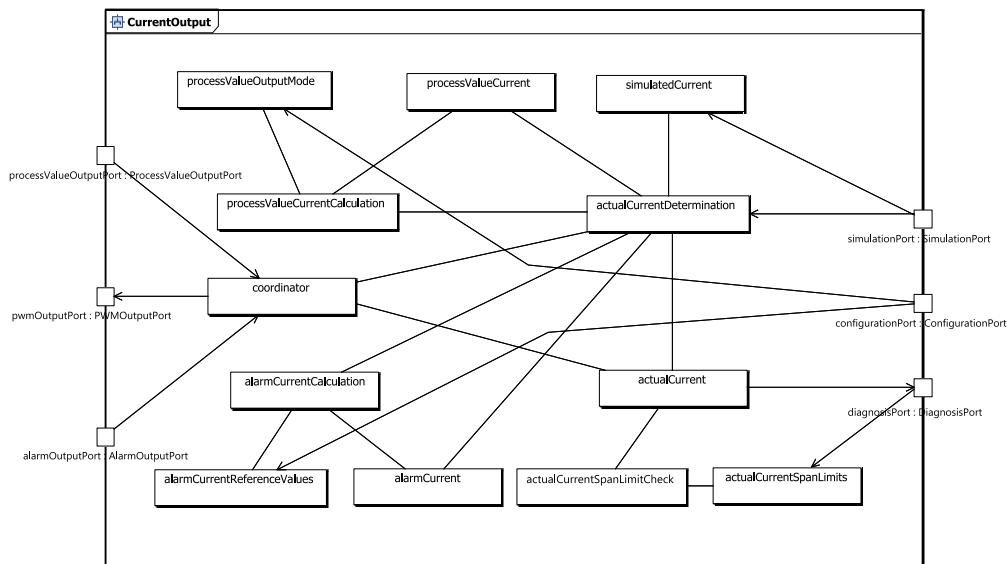 CurrentOutput
processValueOutputMode
processValueCurrent
simulatedCurrent
processValueOutputPort : ProcessValueOutputPort
processValueCurrentCalculation
actualCurrentDetermination
simulationPort : SimulationPort
coordinator
pwmOutputPort : PWMOutputPort
configurationPort : ConfigurationPort
alarmCurrentCalculation
actualCurrent
diagnosisPort : DiagnosisPort
alarmOutputPort : AlarmOutputPort
alarmCurrentReferenceValues
alarmCurrent
actualCurrentSpanLimitCheck
actualCurrentSpanLimits